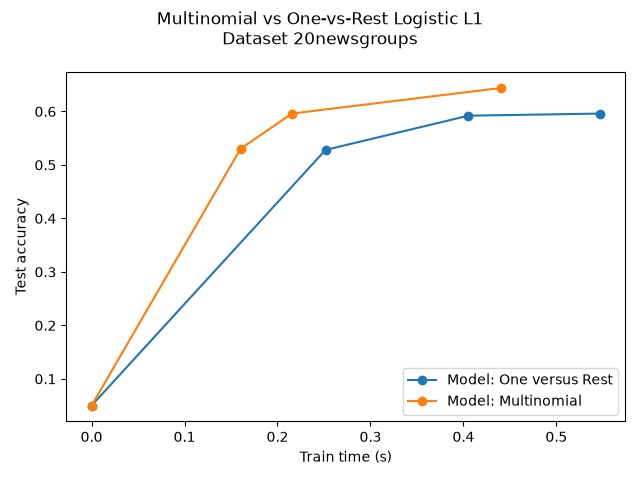 Multinomial vs One-vs-Rest Logistic L1
Dataset 20newsgroups
0.6
0.5
0.4
0.3
0.2
0.1
Test accuracy
Model: One versus Rest
Model: Multinomial
0.0 0.1 0.2 0.3 0.4 0.5
Train time (s)